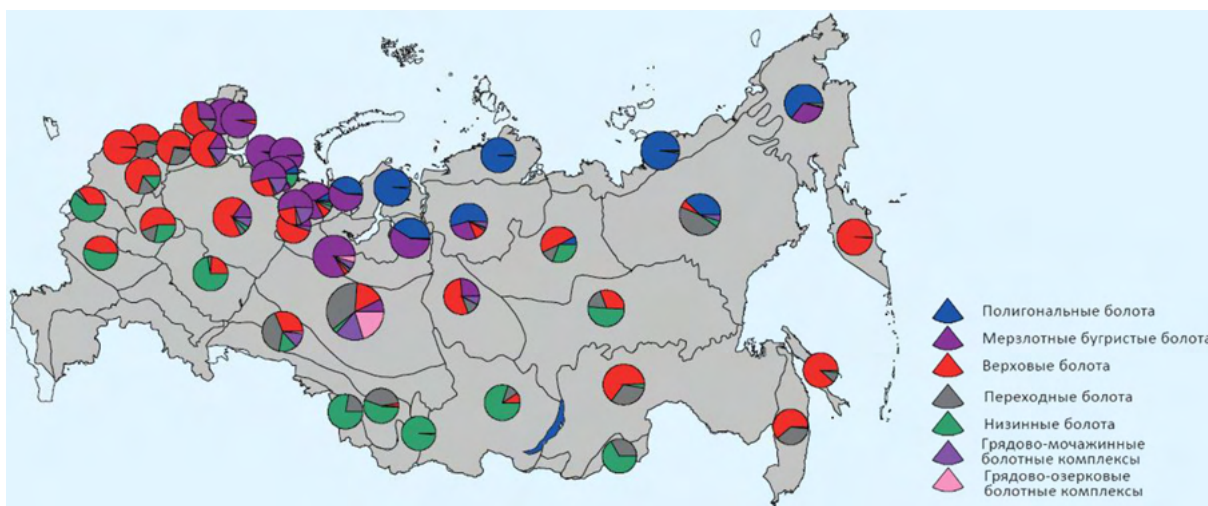 Полигональные болота
Мерзлотные бугристые болота
Верховые болота
Переходные болота
Низинные болота
Грядово-мочажинные
болотные комплексы
Грядово-озерковые
болотные комплексы